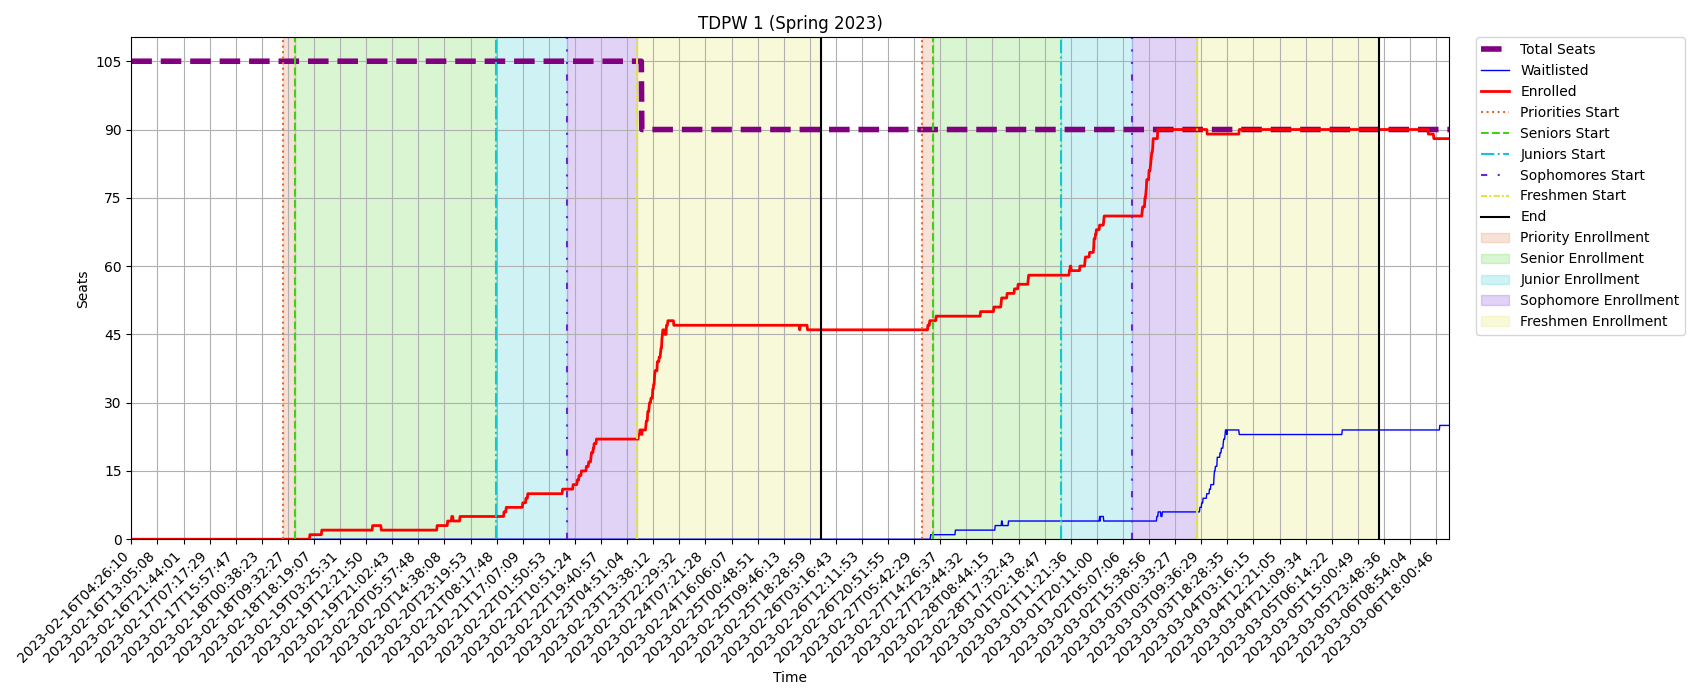 TDPW 1 (Spring 2023)
Seats
105
90
75
60
45
30
15
0
2023-02-16T04:26:10
2023-02-16T13:05:08
2023-02-16T21:44:01
2023-02-17T07:17:29
2023-02-17T15:57:47
2023-02-18T00:38:23
2023-02-18T09:32:27
2023-02-18T18:19:07
2023-02-19T03:25:31
2023-02-19T12:21:50
2023-02-19T21:02:43
2023-02-20T05:57:48
2023-02-20T14:38:08
2023-02-20T23:19:53
2023-02-21T08:17:48
2023-02-21T17:07:09
2023-02-22T01:50:53
2023-02-22T10:51:24
2023-02-22T19:40:57
2023-02-23T04:51:04
2023-02-23T13:38:12
2023-02-23T22:29:32
2023-02-24T07:21:28
2023-02-24T16:06:07
2023-02-25T00:48:51
2023-02-25T09:46:13
2023-02-25T18:28:59
2023-02-26T03:16:43
2023-02-26T12:11:53
2023-02-26T20:51:55
2023-02-27T05:42:29
2023-02-27T14:26:37
2023-02-27T23:44:32
2023-02-28T08:44:15
2023-02-28T17:32:43
2023-03-01T02:18:47
2023-03-01T11:21:36
2023-03-01T20:11:00
2023-03-02T05:07:06
2023-03-02T15:38:56
2023-03-03T00:33:27
2023-03-03T09:36:29
2023-03-03T18:28:35
2023-03-04T03:16:15
2023-03-04T12:21:05
2023-03-04T21:09:34
2023-03-05T06:14:22
2023-03-05T15:00:49
2023-03-05T23:48:36
2023-03-06T08:54:04
2023-03-06T18:00:46
Time
Total Seats
Waitlisted
Enrolled
Priorities Start
Seniors Start
Juniors Start
Sophomores Start
Freshmen Start
End
Priority Enrollment
Senior Enrollment
Junior Enrollment
Sophomore Enrollment
Freshmen Enrollment